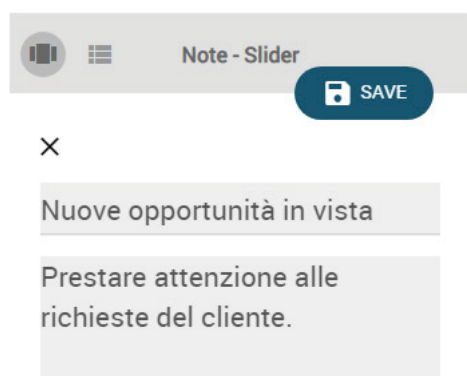 Note - Slider
SAVE
Nuove opportunità in vista
Prestare attenzione alle
richieste del cliente.